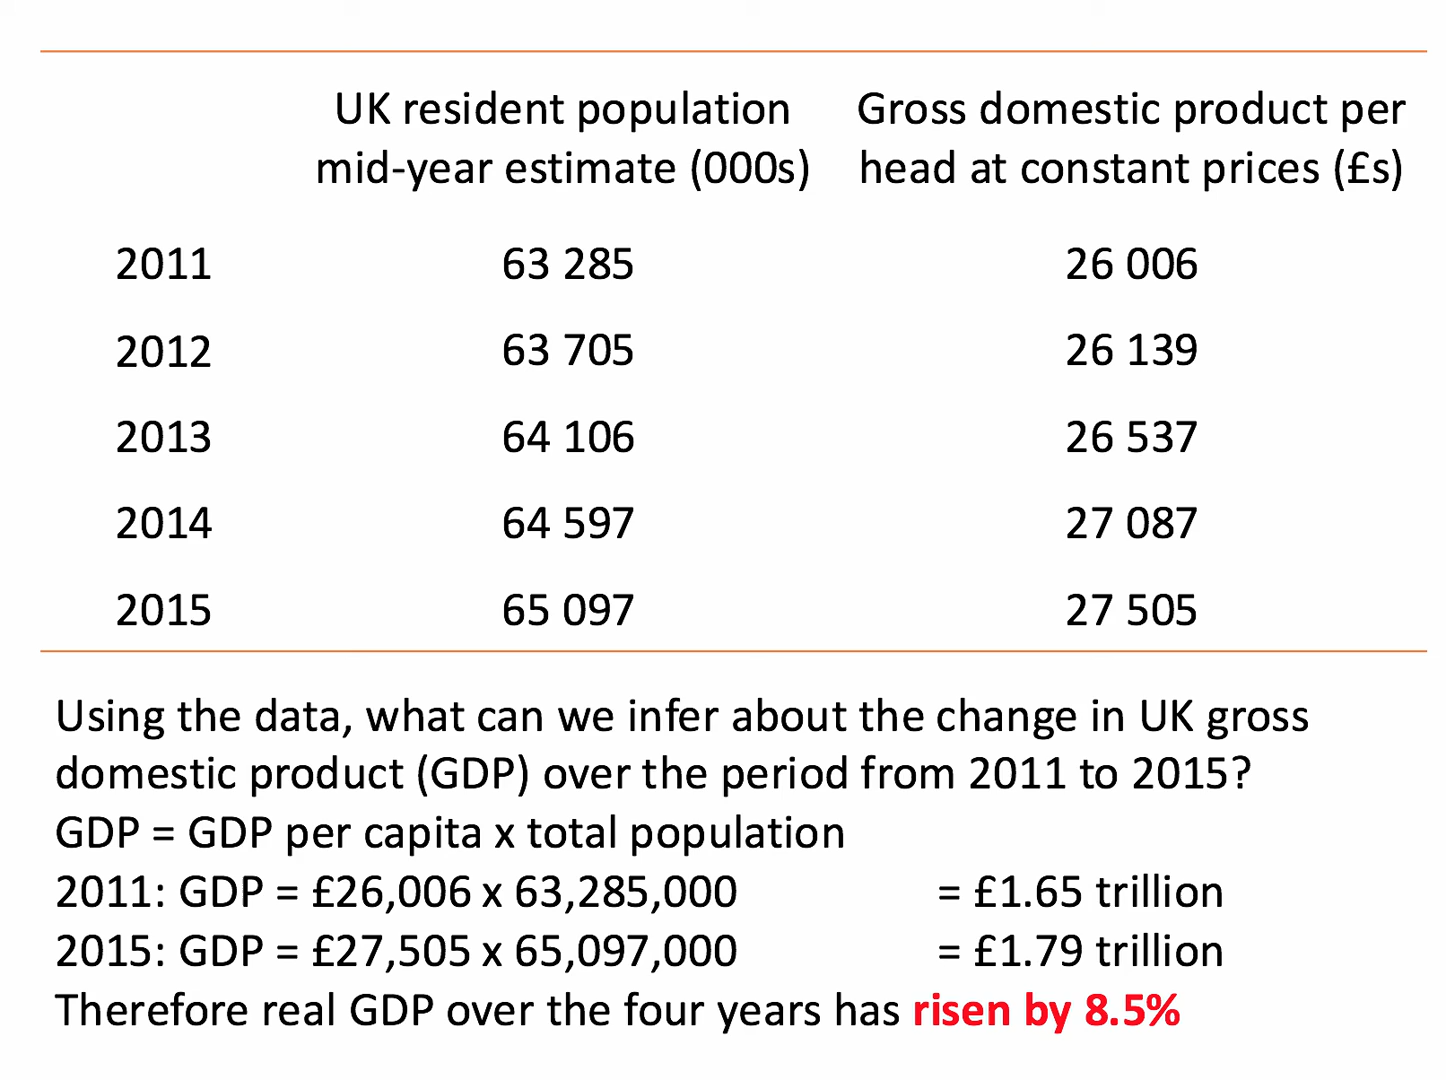 UK resident population Gross domestic product per
mid-year estimate (000s) head at constant prices (£s)
2011 63 285 26 006
2012 63 705 26 139
2013 64 106 26 537
2014 64 597 27 087
2015 65 097 27 505
Using the data, what can we infer about the change in UK gross
domestic product (GDP) over the period from 2011 to 2015?
GDP = GDP per capita x total population
2011: GDP = £26,006 x 63,285,000 = £1.65 trillion
2015: GDP = £27,505 x 65,097,000 = £1.79 trillion
Therefore real GDP over the four years has risen by 8.5%